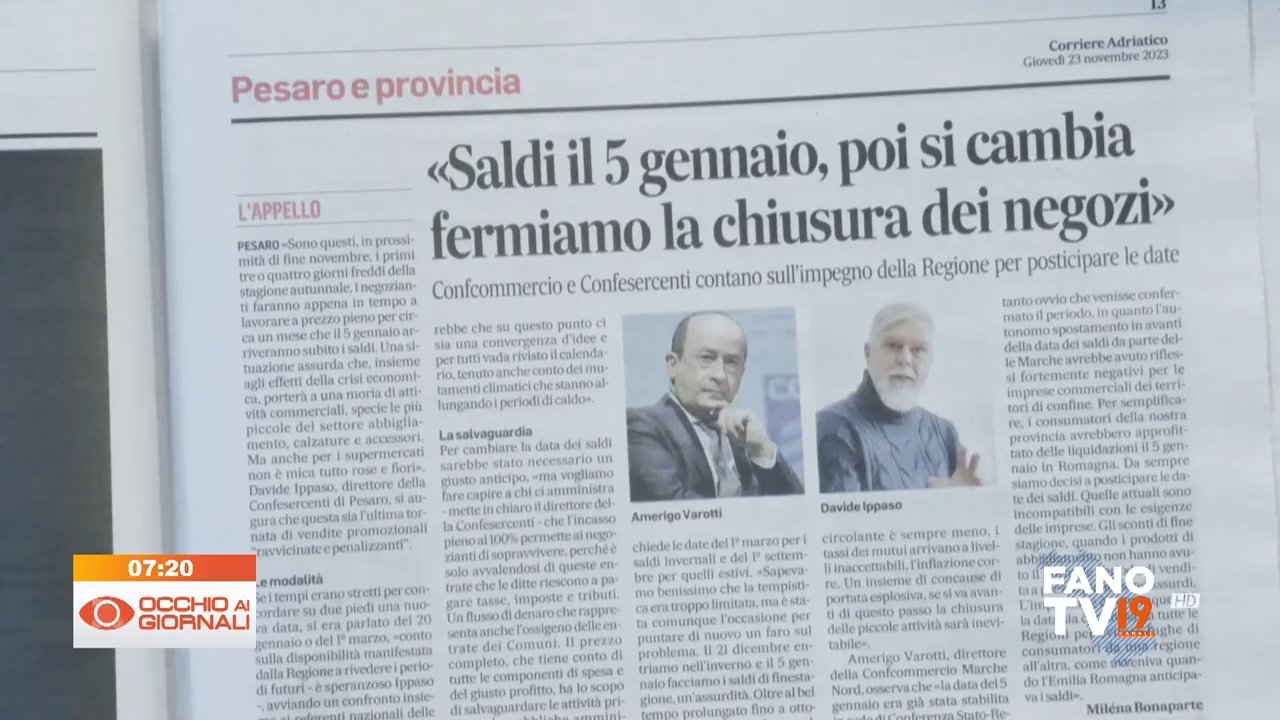 13
Corriere Adriatico
Giovedì 23 novembre 2023
Pesaro e provincia
«Saldi il 5 gennaio, poi si cambia
fermiamo la chiusura dei negozi»
Confcommercio e Confesercenti contano sull'impegno della Regione per posticipare le date
L'APPELLO
PESARO «Sono questi, in prossi-
mità di fine novembre, i primi
tre o quattro giorni freddi della
stagione autunnale, i negozian-
ti faranno appena in tempo a
lavorare a prezzo pieno per cir-
ca un mese che il 5 gennaio ar-
riveranno subito i saldi. Una si-
tuazione assurda che, insieme
agli effetti della crisi economi-
ca, porterà a una moria di atti-
vità commerciali, specie le più
piccole del settore abbiglia-
mento, calzature e accessori.
Ma anche per i supermercati
non è mica tutto rose e fiori».
Davide Ippaso, direttore della
Confesercenti di Pesaro, si au-
gura che questa sia l'ultima tor-
nata di vendite promozionali
"ravvicinate e penalizzanti".
Le modalità
Se i tempi erano stretti per con-
cordare su due piedi una nuo-
va data, si era parlato del 20
gennaio o del 1° marzo, «conto
sulla disponibilità manifestata
dalla Regione a rivedere i perio-
di futuri - è speranzoso Ippaso
-, avviando un confronto insie-
me ai referenti nazionali delle
rebbe che su questo punto ci
sia una convergenza d'idee e
per tutti vada rivisto il calenda-
rio, tenuto anche conto dei mu-
tamenti climatici che stanno al-
lungando i periodi di caldo».
La salvaguardia
Per cambiare la data dei saldi
sarebbe stato necessario un
giusto anticipo, «ma vogliamo
fare capire a chi ci amministra
- mette in chiaro il direttore del-
la Confesercenti - che l'incasso
pieno al 100% permette ai nego-
zianti di sopravvivere, perché è
solo avvalendosi di queste en-
trate che le ditte riescono a pa-
gare tasse, imposte e tributi.
Un flusso di denaro che rappre-
senta anche l'ossigeno delle en-
trate dei Comuni. Il prezzo
completo, che tiene conto di
tutte le componenti di spesa e
del giusto profitto, ha lo scopo
di salvaguardare le attività pri-
Amerigo Varotti
Davide Ippaso
chiede le date del 1° marzo per i
saldi invernali e del 1° settem-
bre per quelli estivi. «Sapeva-
mo benissimo che la tempisti-
ca era troppo limitata, ma è sta-
ta comunque l'occasione per
puntare di nuovo un faro sul
problema. Il 21 dicembre en-
triamo nell'inverno e il 5 gen-
naio facciamo i saldi di finesta-
gione, un'assurdità. Oltre al bel
tempo prolungato fino a otto-
circolante è sempre meno, i
tassi dei mutui arrivano a livel-
li inaccettabili, l'inflazione cor-
re. Un insieme di concause di
portata esplosiva, se si va avan-
ti di questo passo la chiusura
delle piccole attività sarà inevi-
tabile».
Amerigo Varotti, direttore
della Confcommercio Marche
Nord, osserva che «la data del 5
gennaio era già stata stabilita
in sede di Conferenza Stato-Re-
tanto ovvio che venisse confer-
mato il periodo, in quanto l'au-
tonomo spostamento in avanti
della data dei saldi da parte del-
le Marche avrebbe avuto rifles-
si fortemente negativi per le
imprese commerciali dei terri-
tori di confine. Per semplifica-
re, i consumatori della nostra
provincia avrebbero approfit-
tato delle liquidazioni il 5 gen-
naio in Romagna. Da sempre
siamo decisi a posticipare le da-
te dei saldi. Quelle attuali sono
incompatibili con le esigenze
delle imprese. Gli sconti di fine
stagione, quando i prodotti di
abbigliamento non hanno avu-
consumatori
all'altra, come avveniva quan-
do l'Emilia Romagna anticipa-
va i saldi».
Miléna Bonaparte
07:20
OCCHIO AI
GIORNALI
FANO
TV 19
CANALE
HD